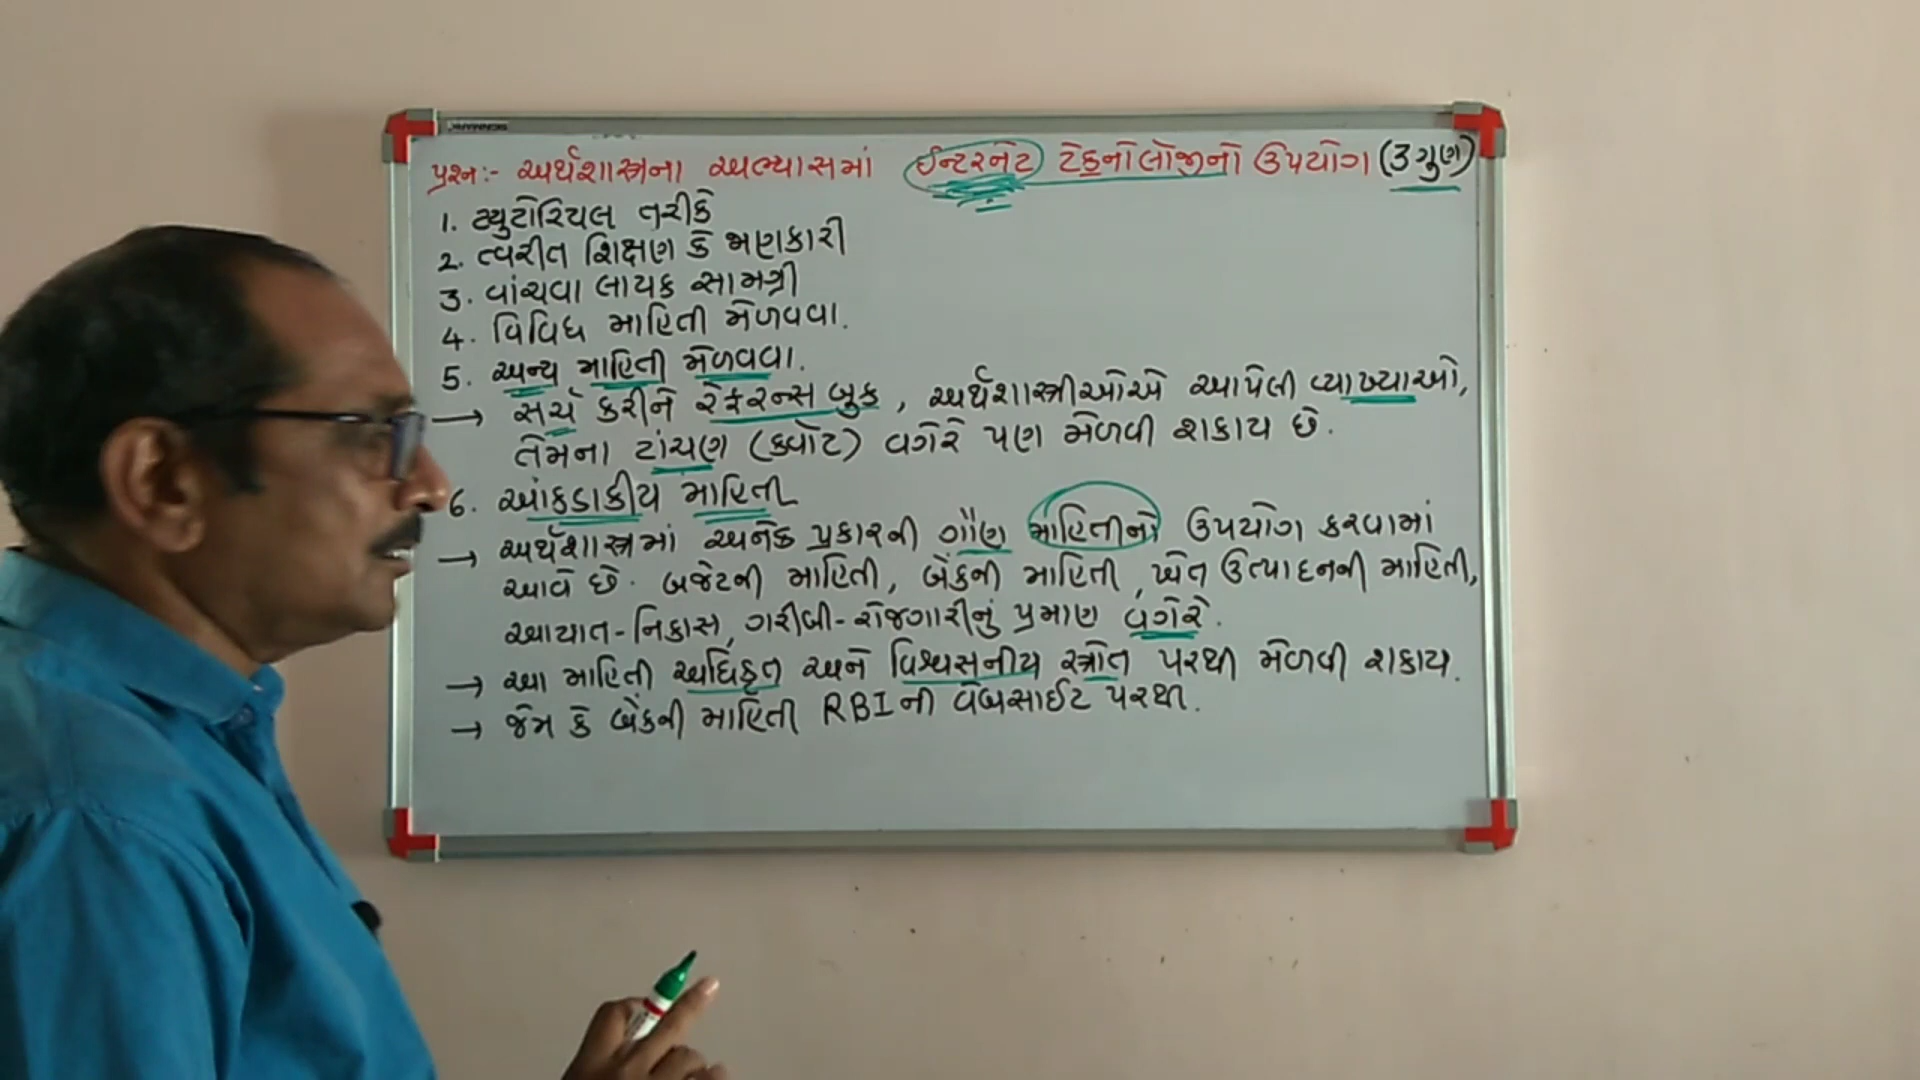 પ્રશ્ન:- અર્થશાસ્ત્રના અભ્યાસમાં ઈન્ટરનેટ ટેકનોલોજીનો ઉપયોગ (3 ગુણ)
1. ટ્યુટોરિયલ તરીકે
2. ત્વરીત શિક્ષણ કે જાણકારી
3. વાંચવા લાયક સામગ્રી
4. વિવિધ માહિતી મેળવવા.
5. અન્ય માહિતી મેળવવા.
→ સર્ચ કરીને રેફરન્સ બુક, અર્થશાસ્ત્રીઓએ આપેલી વ્યાખ્યાઓ,
તેમના ટાંચણ (ક્વોટ) વગેરે પણ મેળવી શકાય છે.
6. આંકડાકીય માહિતી
→ અર્થશાસ્ત્રમાં અનેક પ્રકારની ગૌણ માહિતીનો ઉપયોગ કરવામાં
આવે છે. બજેટની માહિતી, બેંકની માહિતી, ખેત ઉત્પાદનની માહિતી,
આયાત-નિકાસ, ગરીબી-રોજગારીનું પ્રમાણ વગેરે.
→ આ માહિતી અધિકૃત અને વિશ્વસનીય સ્ત્રોત પરથી મેળવી શકાય.
→ જેમ કે બેંકની માહિતી RBI ની વેબસાઈટ પરથી.